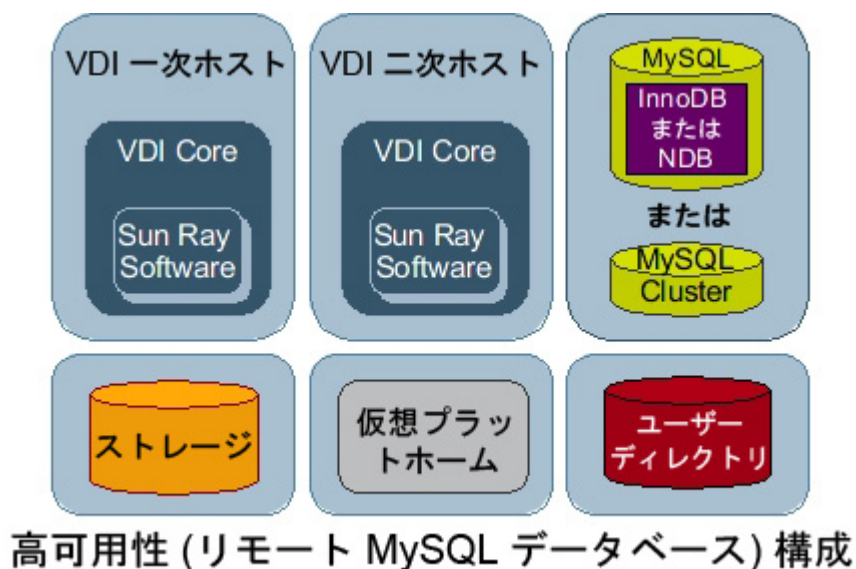 VDI 一次ホスト
VDI Core
Sun Ray
Software
VDI 二次ホスト
VDI Core
Sun Ray
Software
MySQL
InnoDB
または
NDB
または
MySQL
Cluster
ストレージ
仮想プラッ
トホーム
ユーザー
ディレクトリ
高可用性 (リモート MySQL データベース) 構成